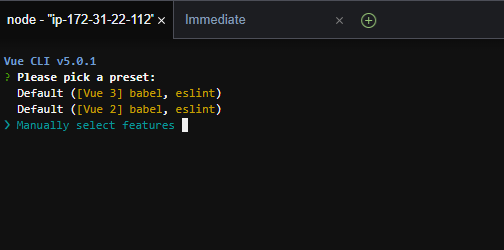 node - "ip-172-31-22-112"
Immediate
Vue CLI v5.0.1
? Please pick a preset:
Default ([Vue 3] babel, eslint)
Default ([Vue 2] babel, eslint)
❯ Manually select features